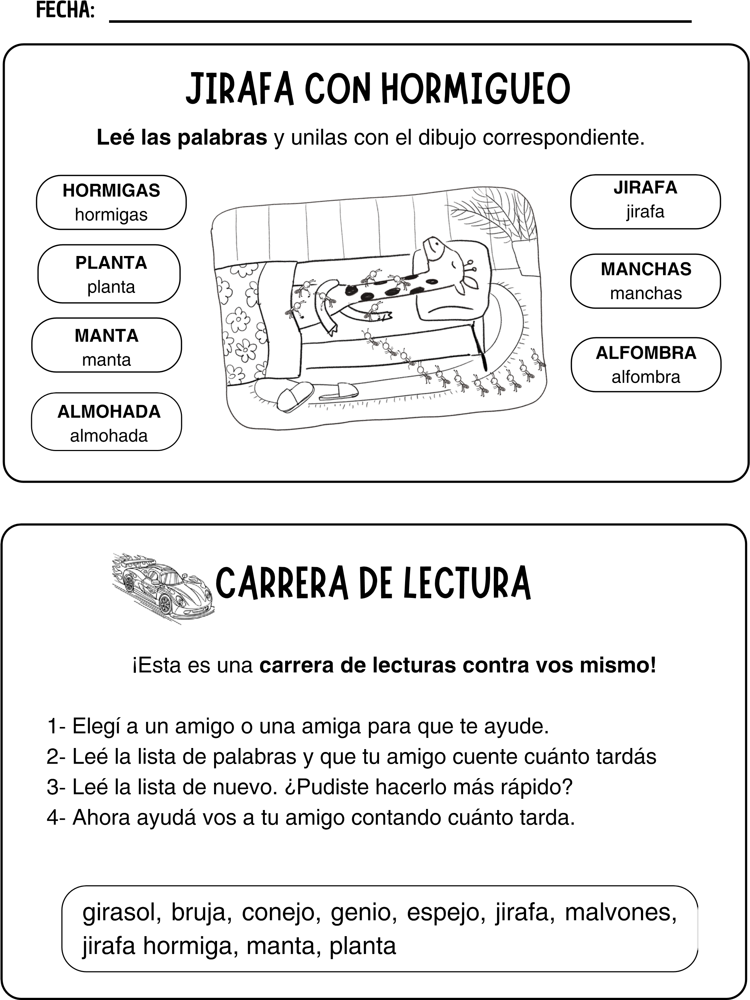 FECHA:
JIRAFA CON HORMIGUEO
Leé las palabras y unilas con el dibujo correspondiente.
HORMIGAS
hormigas
PLANTA
planta
MANTA
manta
ALMOHADA
almohada
JIRAFA
jirafa
MANCHAS
manchas
ALFOMBRA
alfombra
CARRERA DE LECTURA
¡Esta es una carrera de lecturas contra vos mismo!
1- Elegí a un amigo o una amiga para que te ayude.
2- Leé la lista de palabras y que tu amigo cuente cuánto tardás
3- Leé la lista de nuevo. ¿Pudiste hacerlo más rápido?
4- Ahora ayudá vos a tu amigo contando cuánto tarda.
girasol, bruja, conejo, genio, espejo, jirafa, malvones,
jirafa hormiga, manta, planta